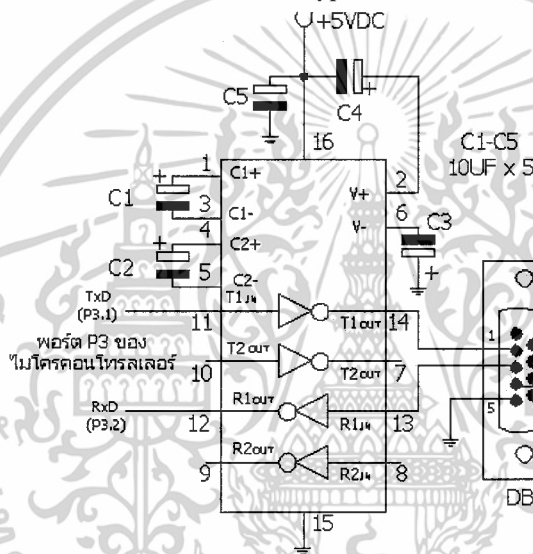 +5VDC
C5
C4
+
16
C1-C5
10UF x 5
1
C1+
+
C1
3
C1-
4
C2+
+
C2
5
C2-
V+
2
V-
6
C3
+
TxD
(P3.1)
11
T1IN
T1OUT
14
พอร์ต P3 ของ
ไมโครคอนโทรลเลอร์
10
T2OUT
T2OUT
7
RxD
(P3.2)
12
R1OUT
R1IN
13
9
R2OUT
R2IN
8
15
1
5
DB